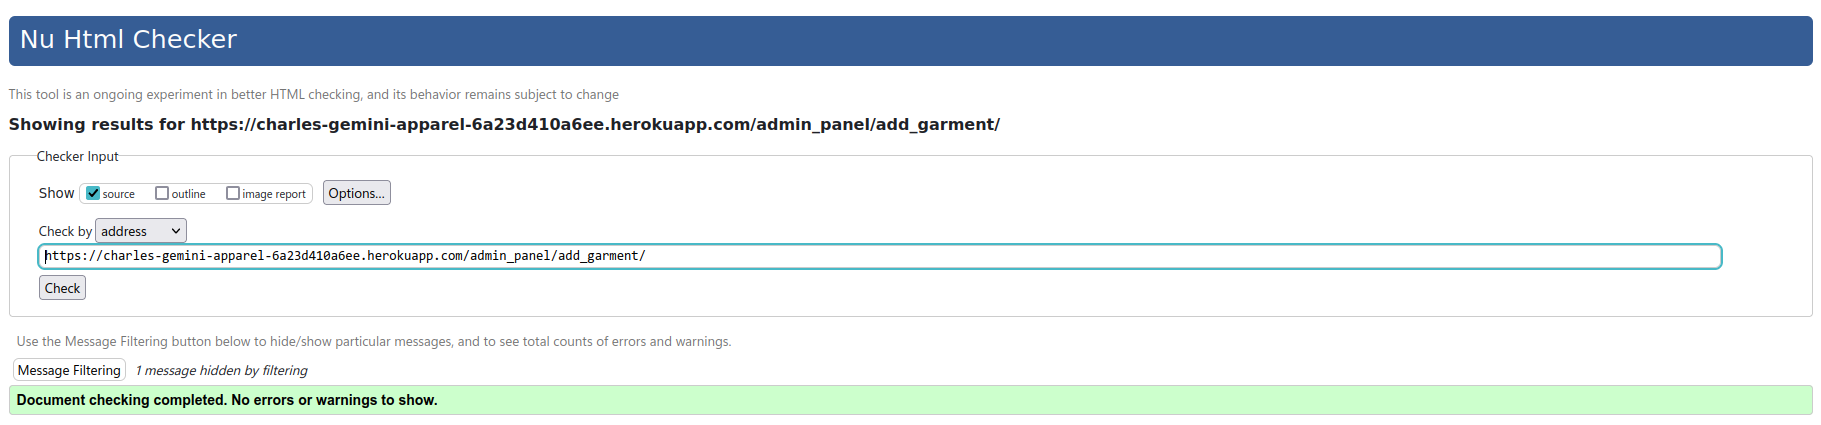 Nu Html Checker
This tool is an ongoing experiment in better HTML checking, and its behavior remains subject to change
Showing results for https://charles-gemini-apparel-6a23d410a6ee.herokuapp.com/admin_panel/add_garment/
Checker Input
Show source outline image report Options...
Check by address
https://charles-gemini-apparel-6a23d410a6ee.herokuapp.com/admin_panel/add_garment/
Check
Use the Message Filtering button below to hide/show particular messages, and to see total counts of errors and warnings.
Message Filtering 1 message hidden by filtering
Document checking completed. No errors or warnings to show.